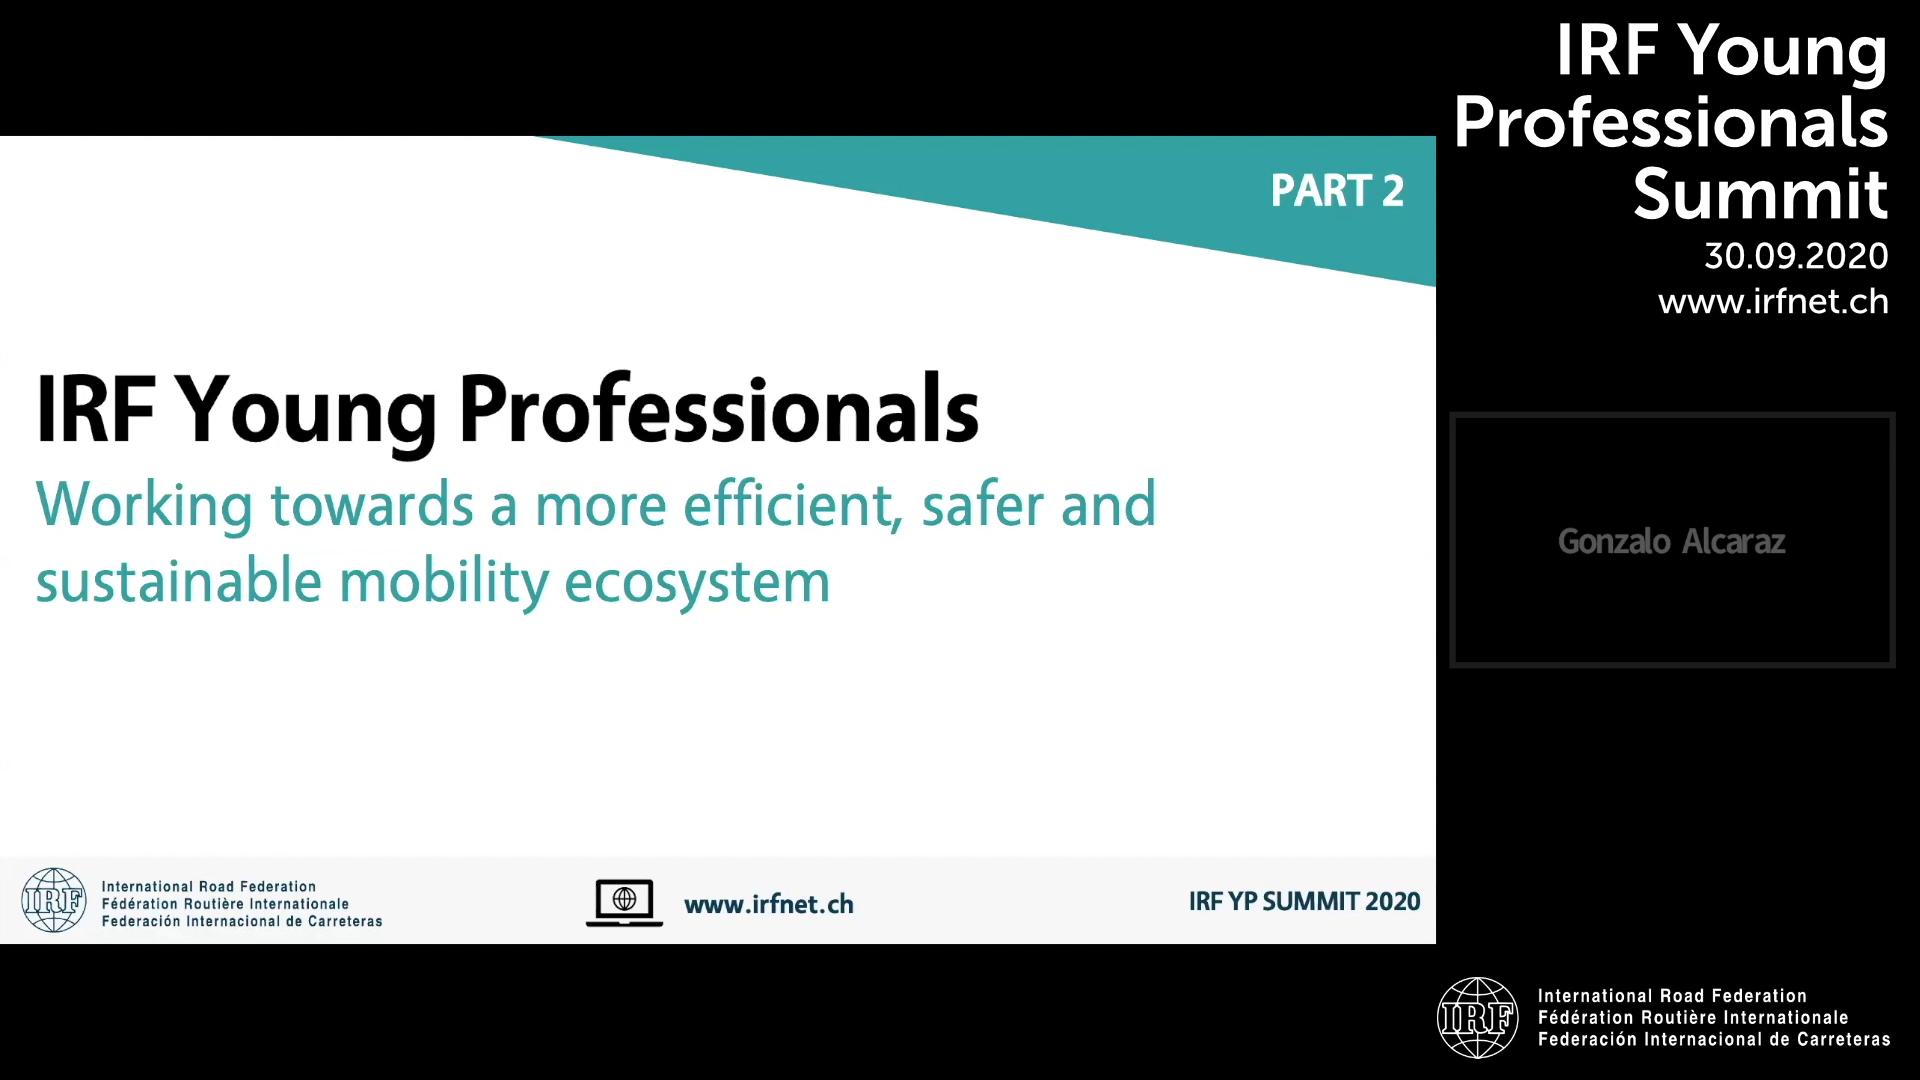 PART 2
IRF Young Professionals
Working towards a more efficient, safer and
sustainable mobility ecosystem
IRF
International Road Federation
Fédération Routière Internationale
Federación Internacional de Carreteras
www.irfnet.ch
IRF YP SUMMIT 2020
IRF Young
Professionals
Summit
30.09.2020
www.irfnet.ch
Gonzalo Alcaraz
IRF
International Road Federation
Fédération Routière Internationale
Federación Internacional de Carreteras